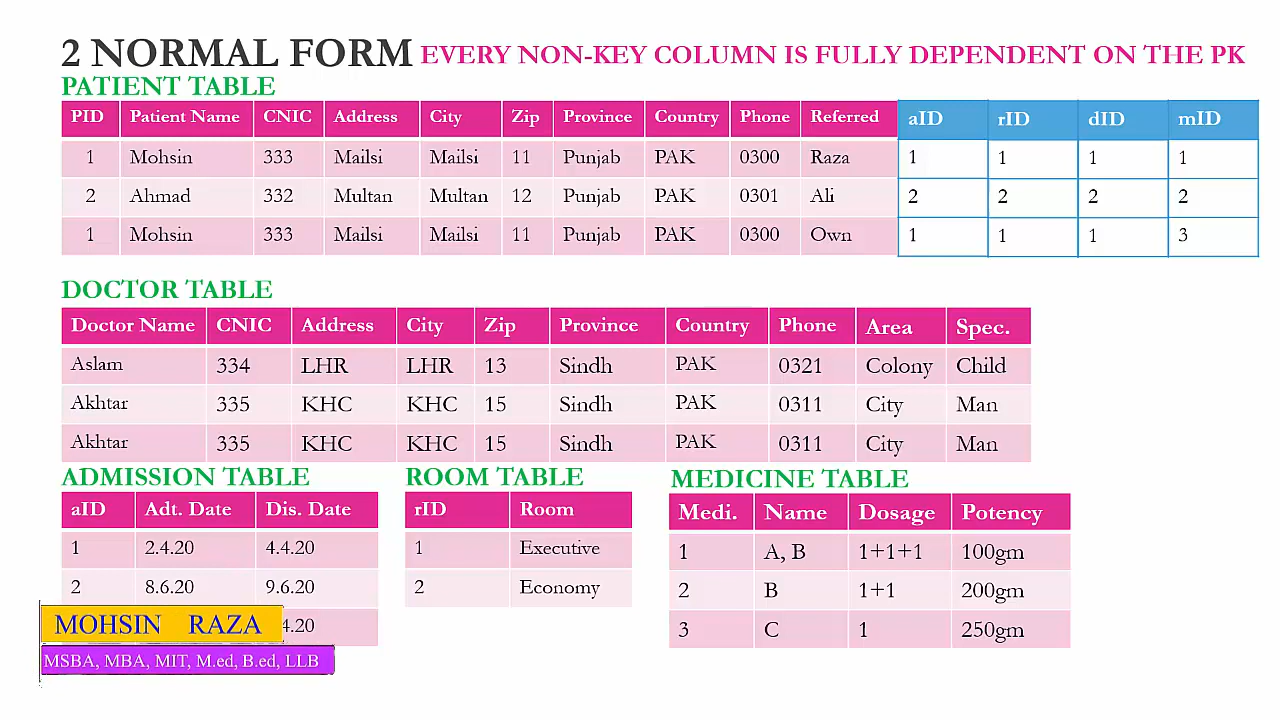 2 NORMAL FORM EVERY NON-KEY COLUMN IS FULLY DEPENDENT ON THE PK
PATIENT TABLE
PID Patient Name CNIC Address City Zip Province Country Phone Referred aID rID dID mID
1 Mohsin 333 Mailsi Mailsi 11 Punjab PAK 0300 Raza 1 1 1 1
2 Ahmad 332 Multan Multan 12 Punjab PAK 0301 Ali 2 2 2 2
1 Mohsin 333 Mailsi Mailsi 11 Punjab PAK 0300 Own 1 1 1 3
DOCTOR TABLE
Doctor Name CNIC Address City Zip Province Country Phone Area Spec.
Aslam 334 LHR LHR 13 Sindh PAK 0321 Colony Child
Akhtar 335 KHC KHC 15 Sindh PAK 0311 City Man
Akhtar 335 KHC KHC 15 Sindh PAK 0311 City Man
ADMISSION TABLE
aID Adt. Date Dis. Date
1 2.4.20 4.4.20
2 8.6.20 9.6.20
4.20
ROOM TABLE
rID Room
1 Executive
2 Economy
MEDICINE TABLE
Medi. Name Dosage Potency
1 A, B 1+1+1 100gm
2 B 1+1 200gm
3 C 1 250gm
MOHSIN RAZA
MSBA, MBA, MIT, M.ed, B.ed, LLB